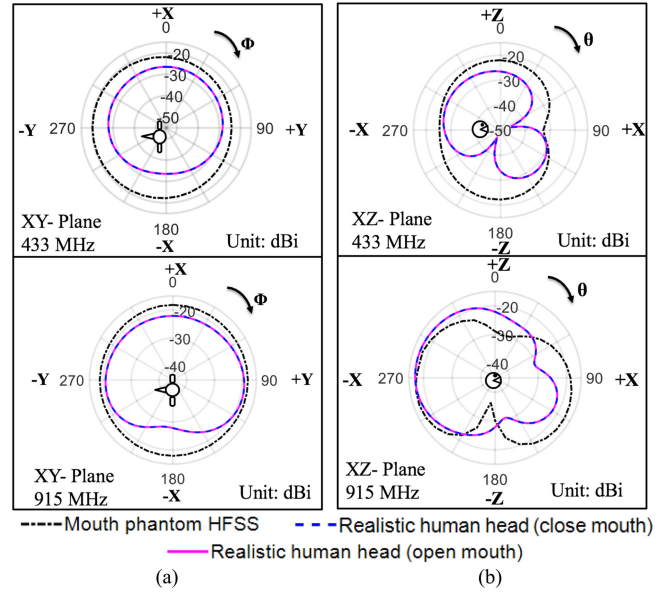 +X
0
Φ
-20
-30
-40
-50
-Y 270 90 +Y
XY- Plane
433 MHz
180
-X
Unit: dBi
+Z
0
θ
-20
-30
-40
-50
-X 270 90 +X
XZ- Plane
433 MHz
180
-Z
Unit: dBi
+X
0
Φ
-20
-30
-40
-Y 270 90 +Y
XY- Plane
915 MHz
180
-X
Unit: dBi
+Z
0
θ
-20
-30
-40
-X 270 90 +X
XZ- Plane
915 MHz
180
-Z
Unit: dBi
Mouth phantom HFSS Realistic human head (close mouth)
Realistic human head (open mouth)
(a) (b)